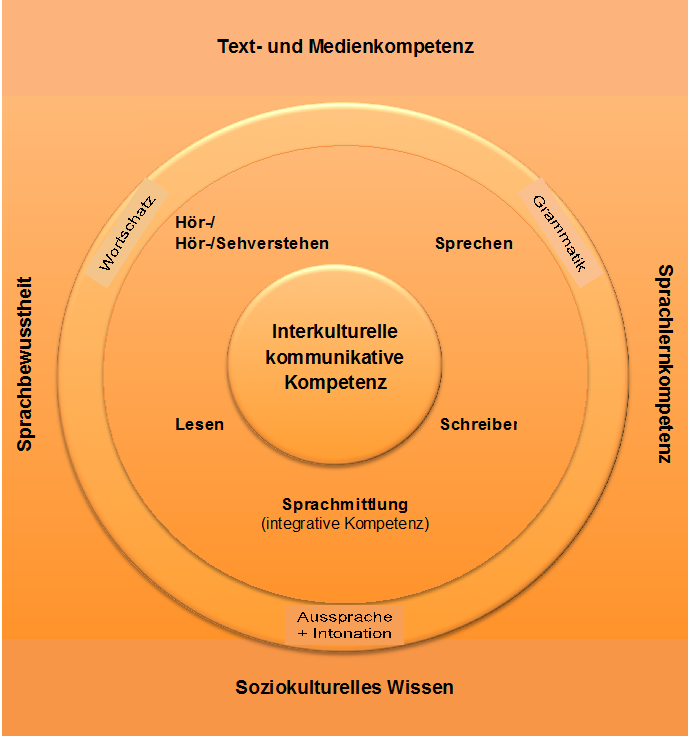 Text- und Medienkompetenz
Wortschatz
Grammatik
Hör-/
Hör-/Sehverstehen
Sprechen
Sprachbewusstheit
Sprachlernkompetenz
Interkulturelle
kommunikative
Kompetenz
Lesen
Schreiber
Sprachmittlung
(integrative Kompetenz)
Aussprache
+ Intonation
Soziokulturelles Wissen